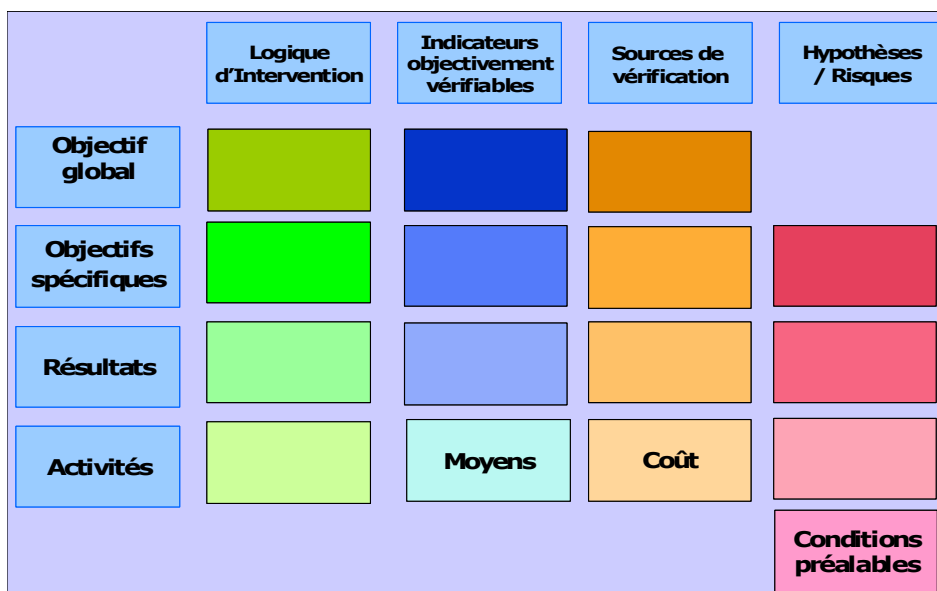 Logique
d’Intervention
Indicateurs
objectivement
vérifiables
Sources de
vérification
Hypothèses
/ Risques
Objectif
global
Objectifs
spécifiques
Résultats
Activités
Moyens
Coût
Conditions
préalables